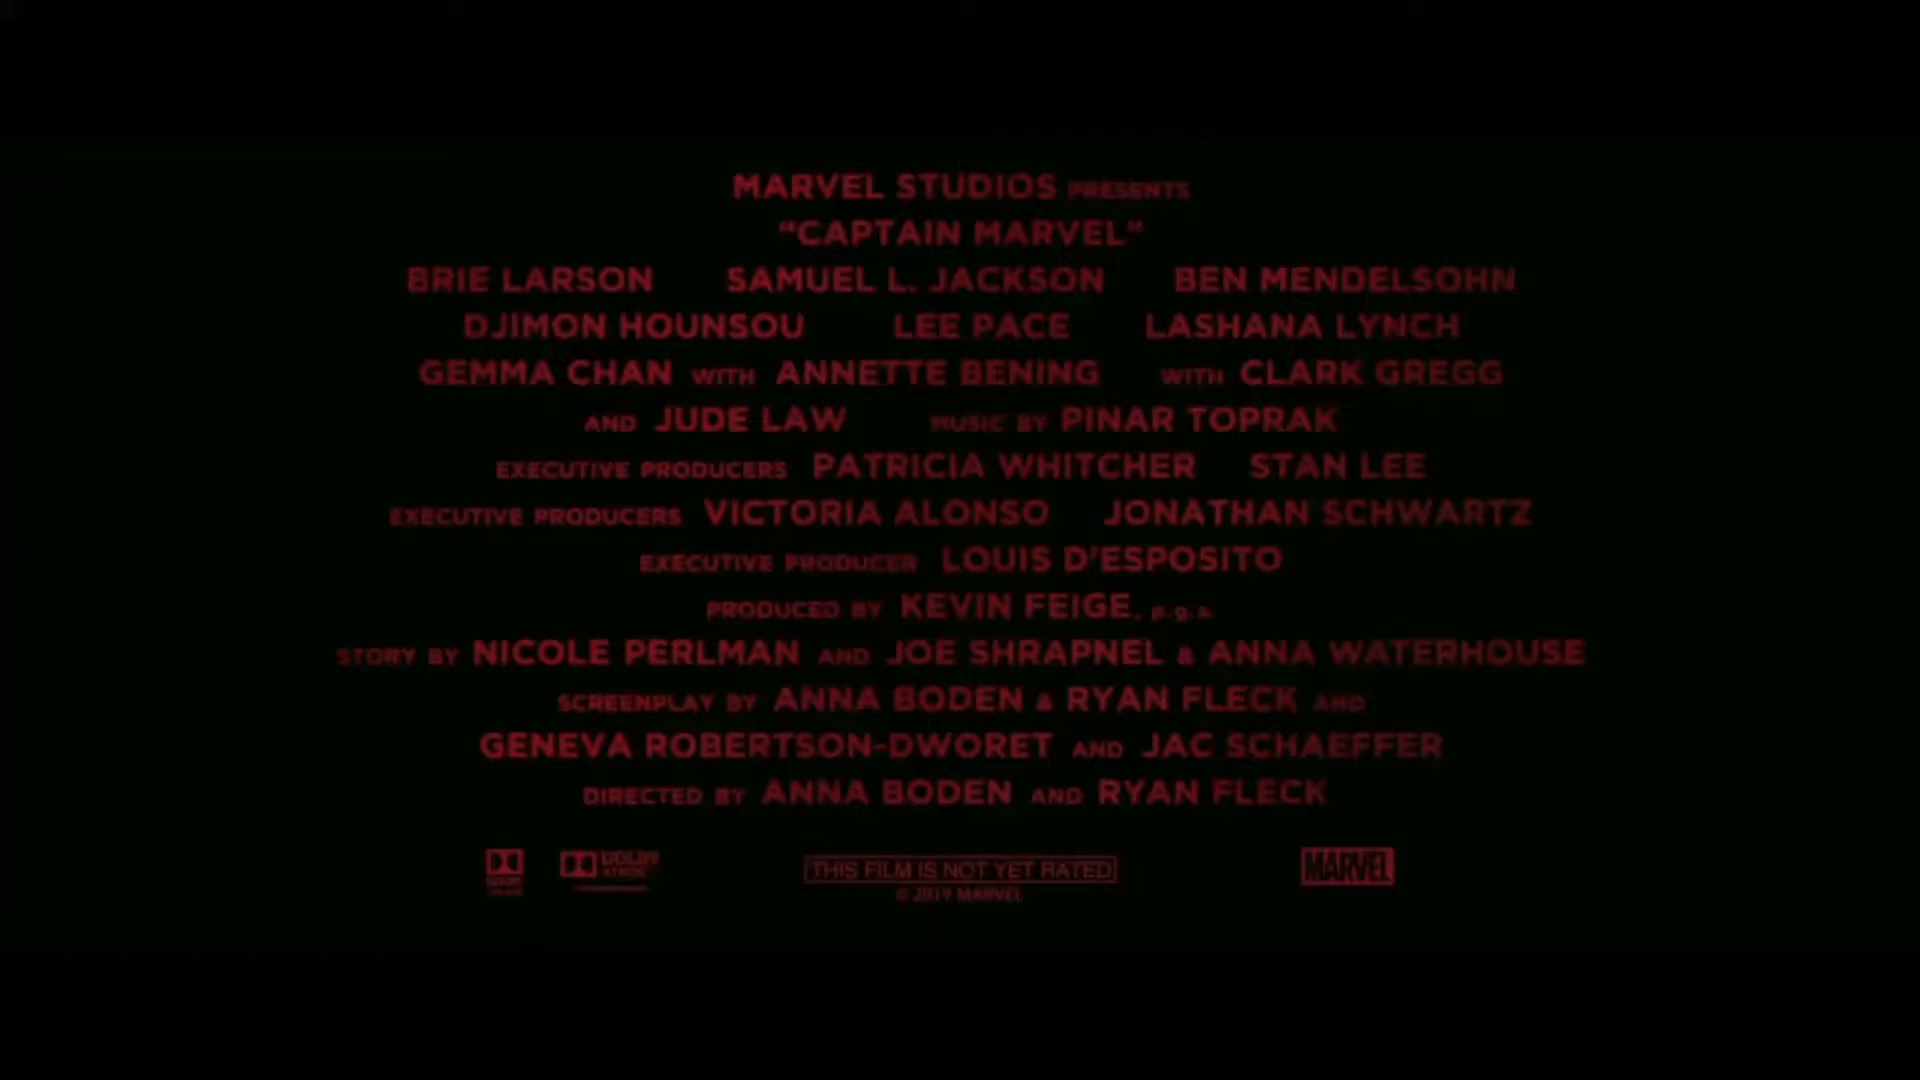 MARVEL STUDIOS PRESENTS
“CAPTAIN MARVEL”
BRIE LARSON SAMUEL L. JACKSON BEN MENDELSOHN
DJIMON HOUNSOU LEE PACE LASHANA LYNCH
GEMMA CHAN WITH ANNETTE BENING WITH CLARK GREGG
AND JUDE LAW MUSIC BY PINAR TOPRAK
EXECUTIVE PRODUCERS PATRICIA WHITCHER STAN LEE
EXECUTIVE PRODUCERS VICTORIA ALONSO JONATHAN SCHWARTZ
EXECUTIVE PRODUCER LOUIS D’ESPOSITO
PRODUCED BY KEVIN FEIGE, p.g.a.
STORY BY NICOLE PERLMAN AND JOE SHRAPNEL & ANNA WATERHOUSE
SCREENPLAY BY ANNA BODEN & RYAN FLECK AND
GENEVA ROBERTSON-DWORET AND JAC SCHAEFFER
DIRECTED BY ANNA BODEN AND RYAN FLECK
DOLBY DOLBY ATMOS THIS FILM IS NOT YET RATED MARVEL
© 2019 MARVEL